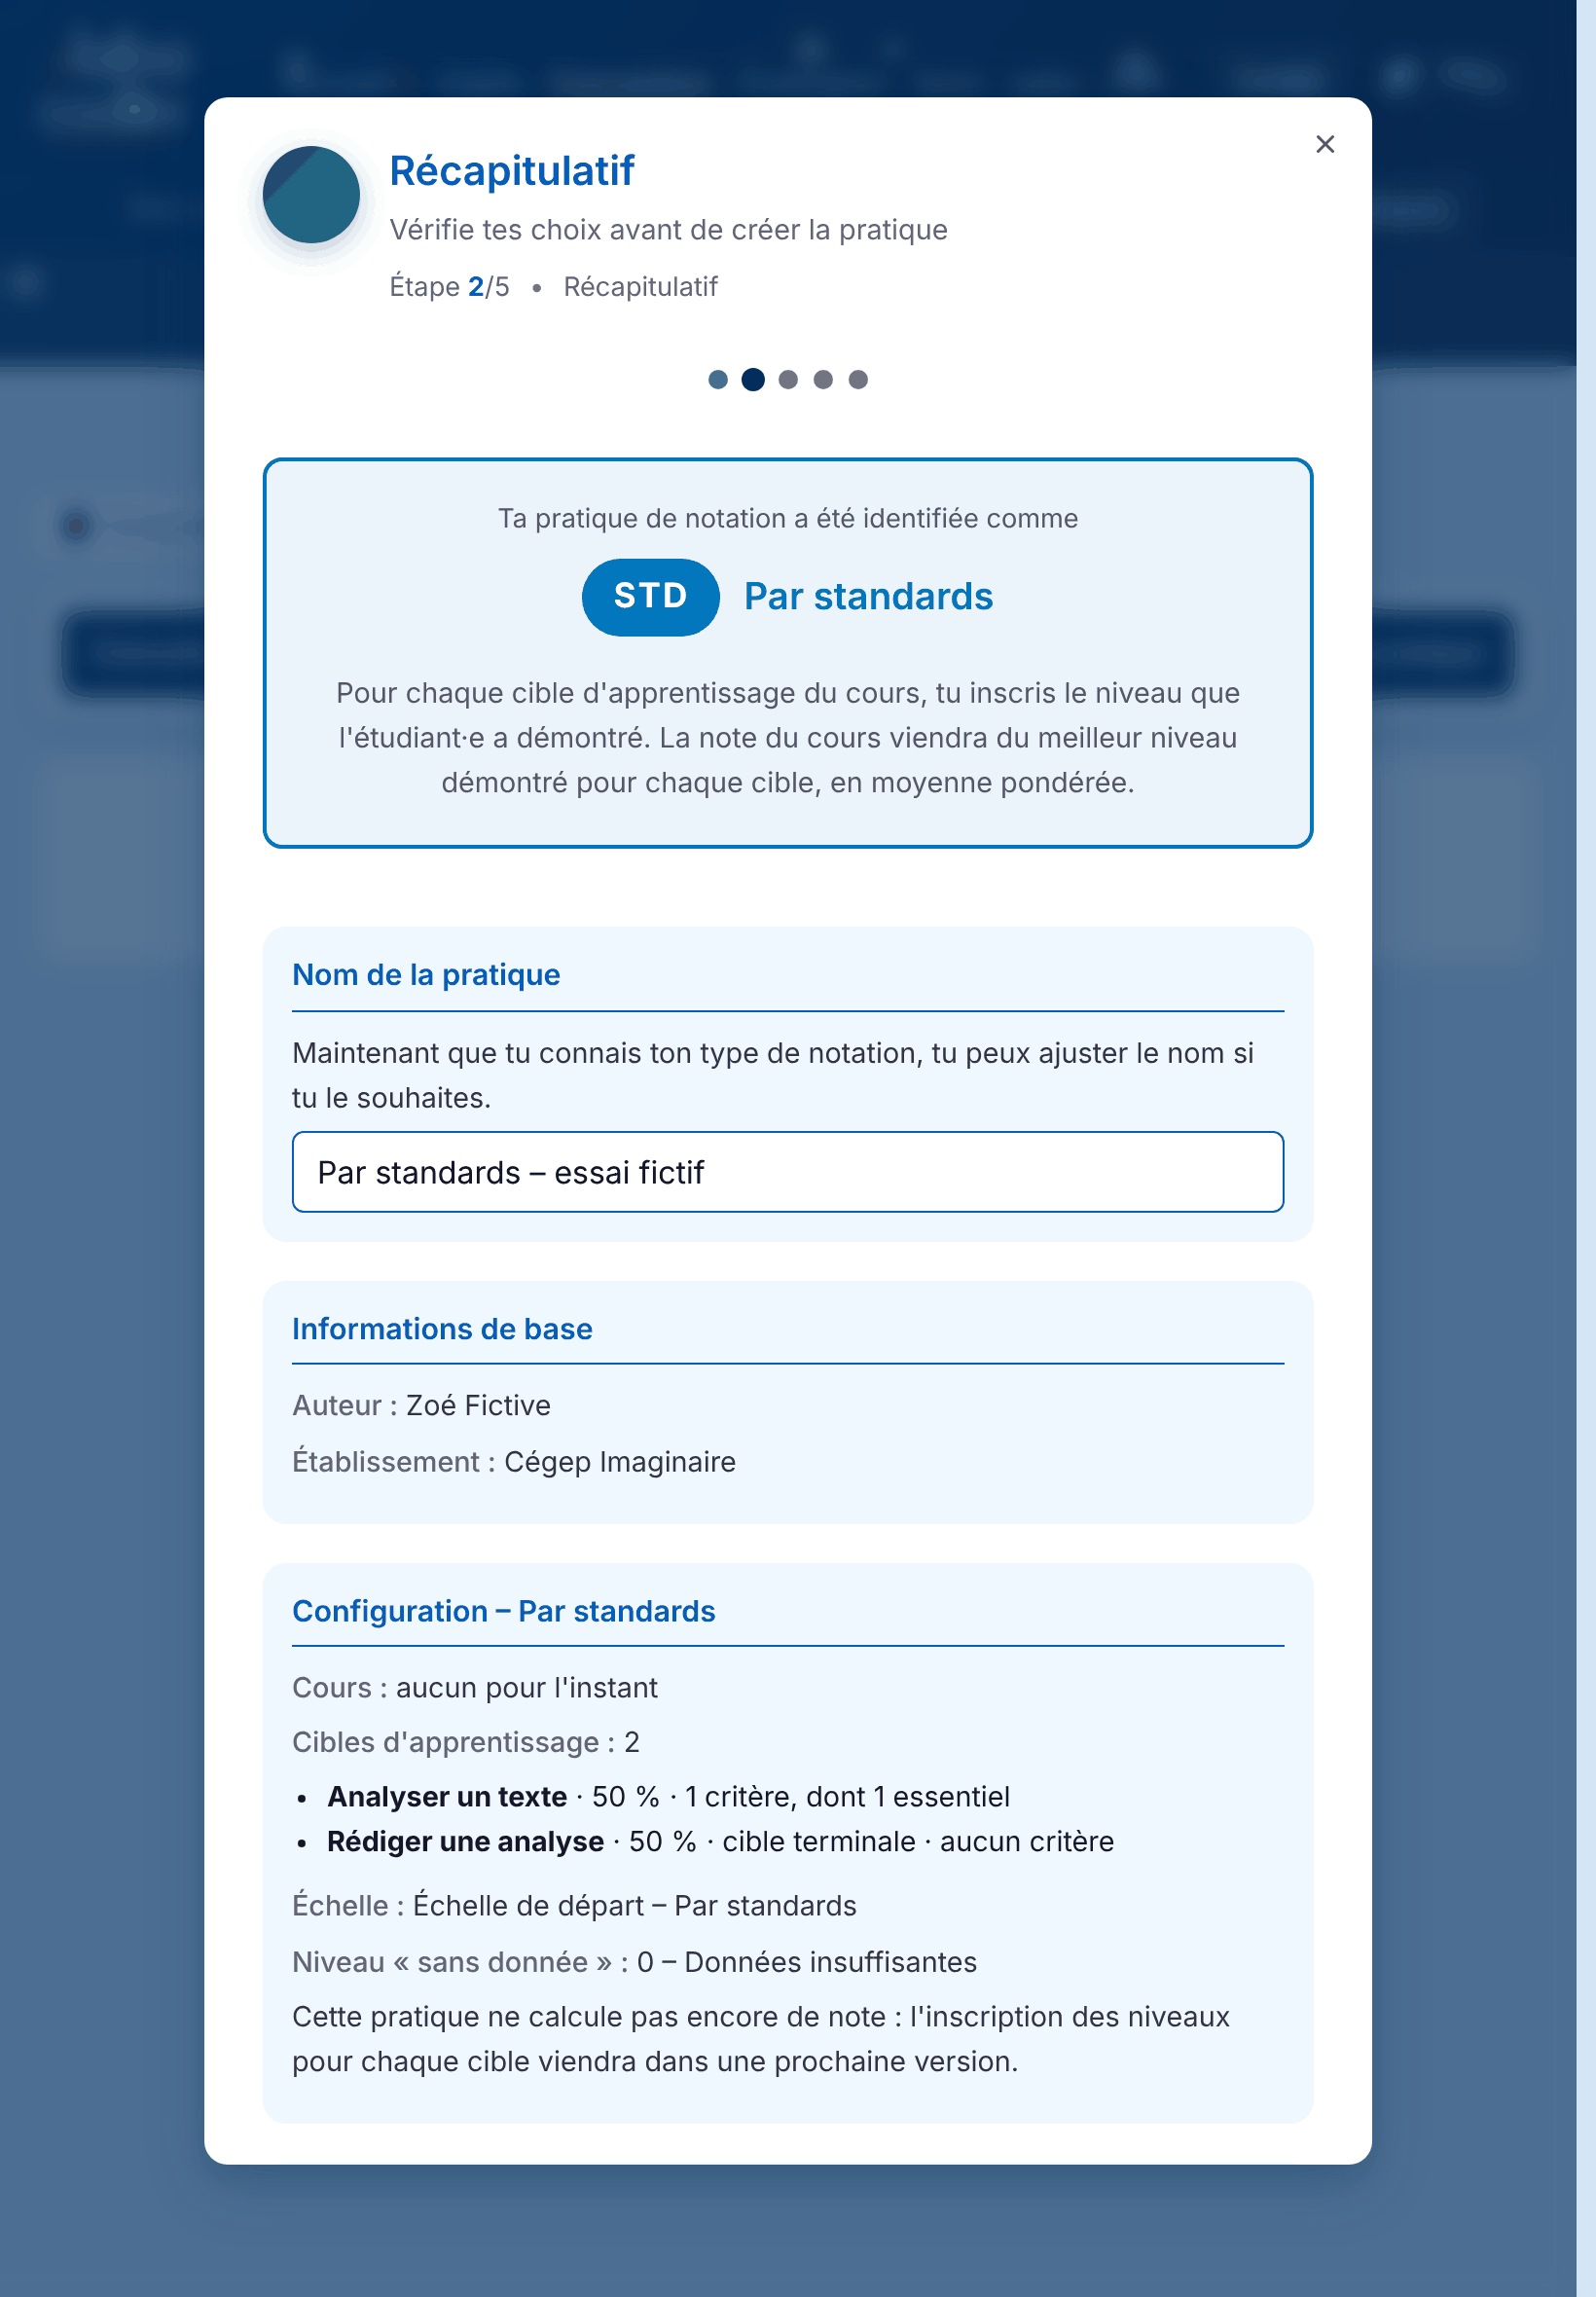 Récapitulatif
×
Vérifie tes choix avant de créer la pratique
Étape 2/5 • Récapitulatif
Ta pratique de notation a été identifiée comme
STD Par standards
Pour chaque cible d'apprentissage du cours, tu inscris le niveau que
l'étudiant·e a démontré. La note du cours viendra du meilleur niveau
démontré pour chaque cible, en moyenne pondérée.
Nom de la pratique
Maintenant que tu connais ton type de notation, tu peux ajuster le nom si
tu le souhaites.
Par standards – essai fictif
Informations de base
Auteur : Zoé Fictive
Établissement : Cégep Imaginaire
Configuration – Par standards
Cours : aucun pour l'instant
Cibles d'apprentissage : 2
• Analyser un texte · 50 % · 1 critère, dont 1 essentiel
• Rédiger une analyse · 50 % · cible terminale · aucun critère
Échelle : Échelle de départ – Par standards
Niveau « sans donnée » : 0 – Données insuffisantes
Cette pratique ne calcule pas encore de note : l'inscription des niveaux
pour chaque cible viendra dans une prochaine version.